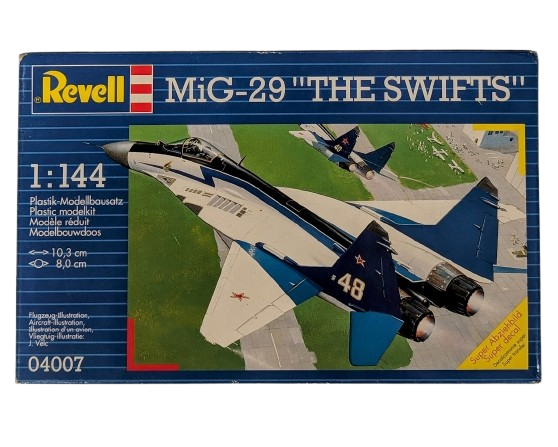 Revell
MiG-29 "THE SWIFTS"
1:144
Plastik-Modellbausatz
Plastic modelkit
Modèle réduit
Modelbouwdoos
10,3 cm
8,0 cm
Flugzeug-Illustration,
Aircraft-illustration,
Illustration d'un avion,
Vliegtuig-illustratie:
J. Velc
04007
48
48
Super Abziehbild
Super decal